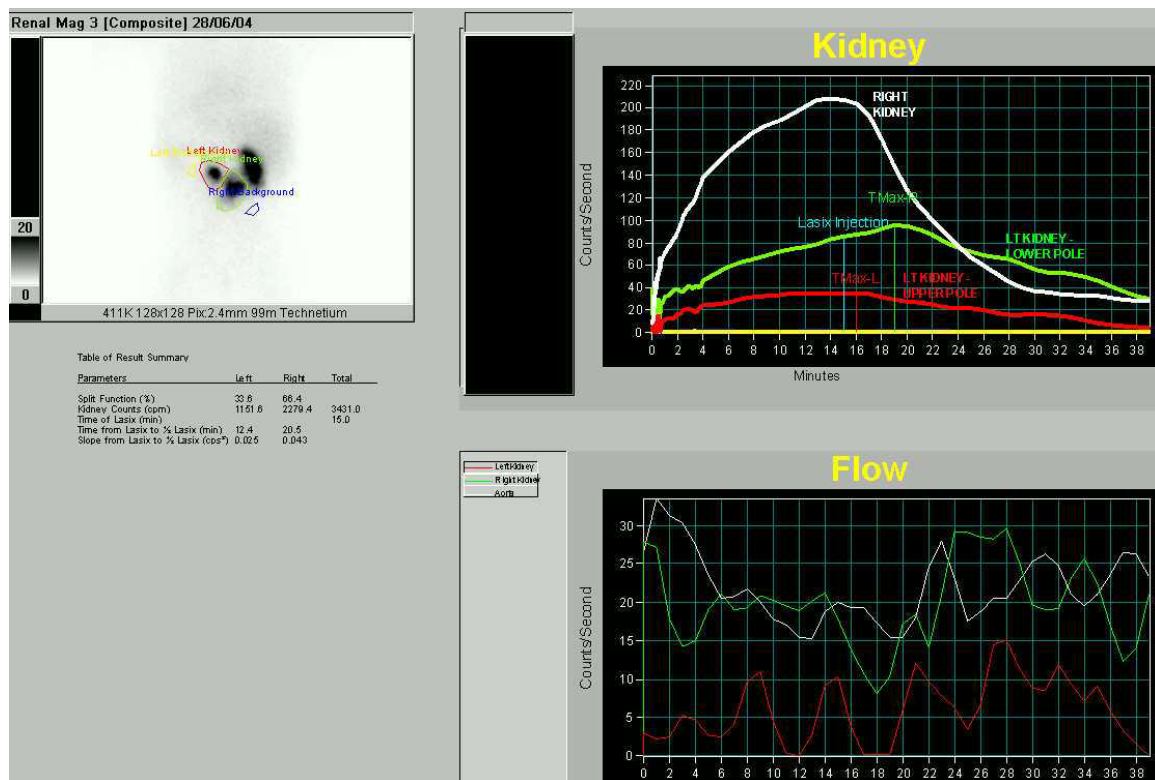 Renal Mag 3 [Composite] 28/06/04
Left Kidney
Right Background
20
0
411K 128x128 Pix:2.4mm 99m Technetium
Table of Result Summary
Parameters Left Right Total
Split Function (%) 33.6 66.4
Kidney Counts (cpm) 1151.6 2279.4 3431.0
Time of Lasix (min) 15.0
Time from Lasix to ½ Lasix (min) 12.4 20.5
Slope from Lasix to ½ Lasix (cps²) 0.025 0.043
Kidney
Counts/Second
220
200
180
160
140
120
100
80
60
40
20
0
RIGHT
KIDNEY
TMax-R
Lasix Injection
LT KIDNEY -
LOWER POLE
TMax-L
LT KIDNEY -
UPPER POLE
0 2 4 6 8 10 12 14 16 18 20 22 24 26 28 30 32 34 36 38
Minutes
Left Kidney
Right Kidney
Aorta
Flow
Counts/Second
30
25
20
15
10
5
0
0 2 4 6 8 10 12 14 16 18 20 22 24 26 28 30 32 34 36 38